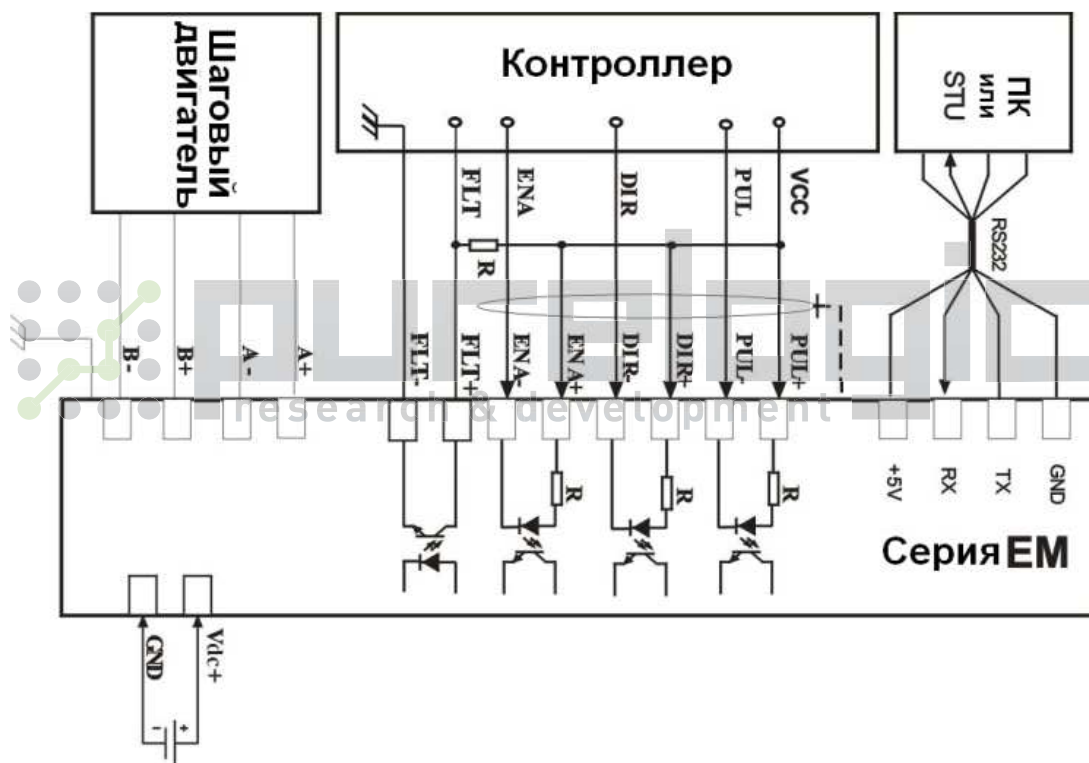 Шаговый
двигатель
Контроллер
ПК
или
STU
FLT
ENA
DIR
PUL
VCC
R
RS232
purelogic
research & development
B-
B+
A-
A+
FLT-
FLT+
ENA-
ENA+
DIR-
DIR+
PUL-
PUL+
R
R
R
+5V
RX
TX
GND
Серия EM
GND
Vdc+
- +